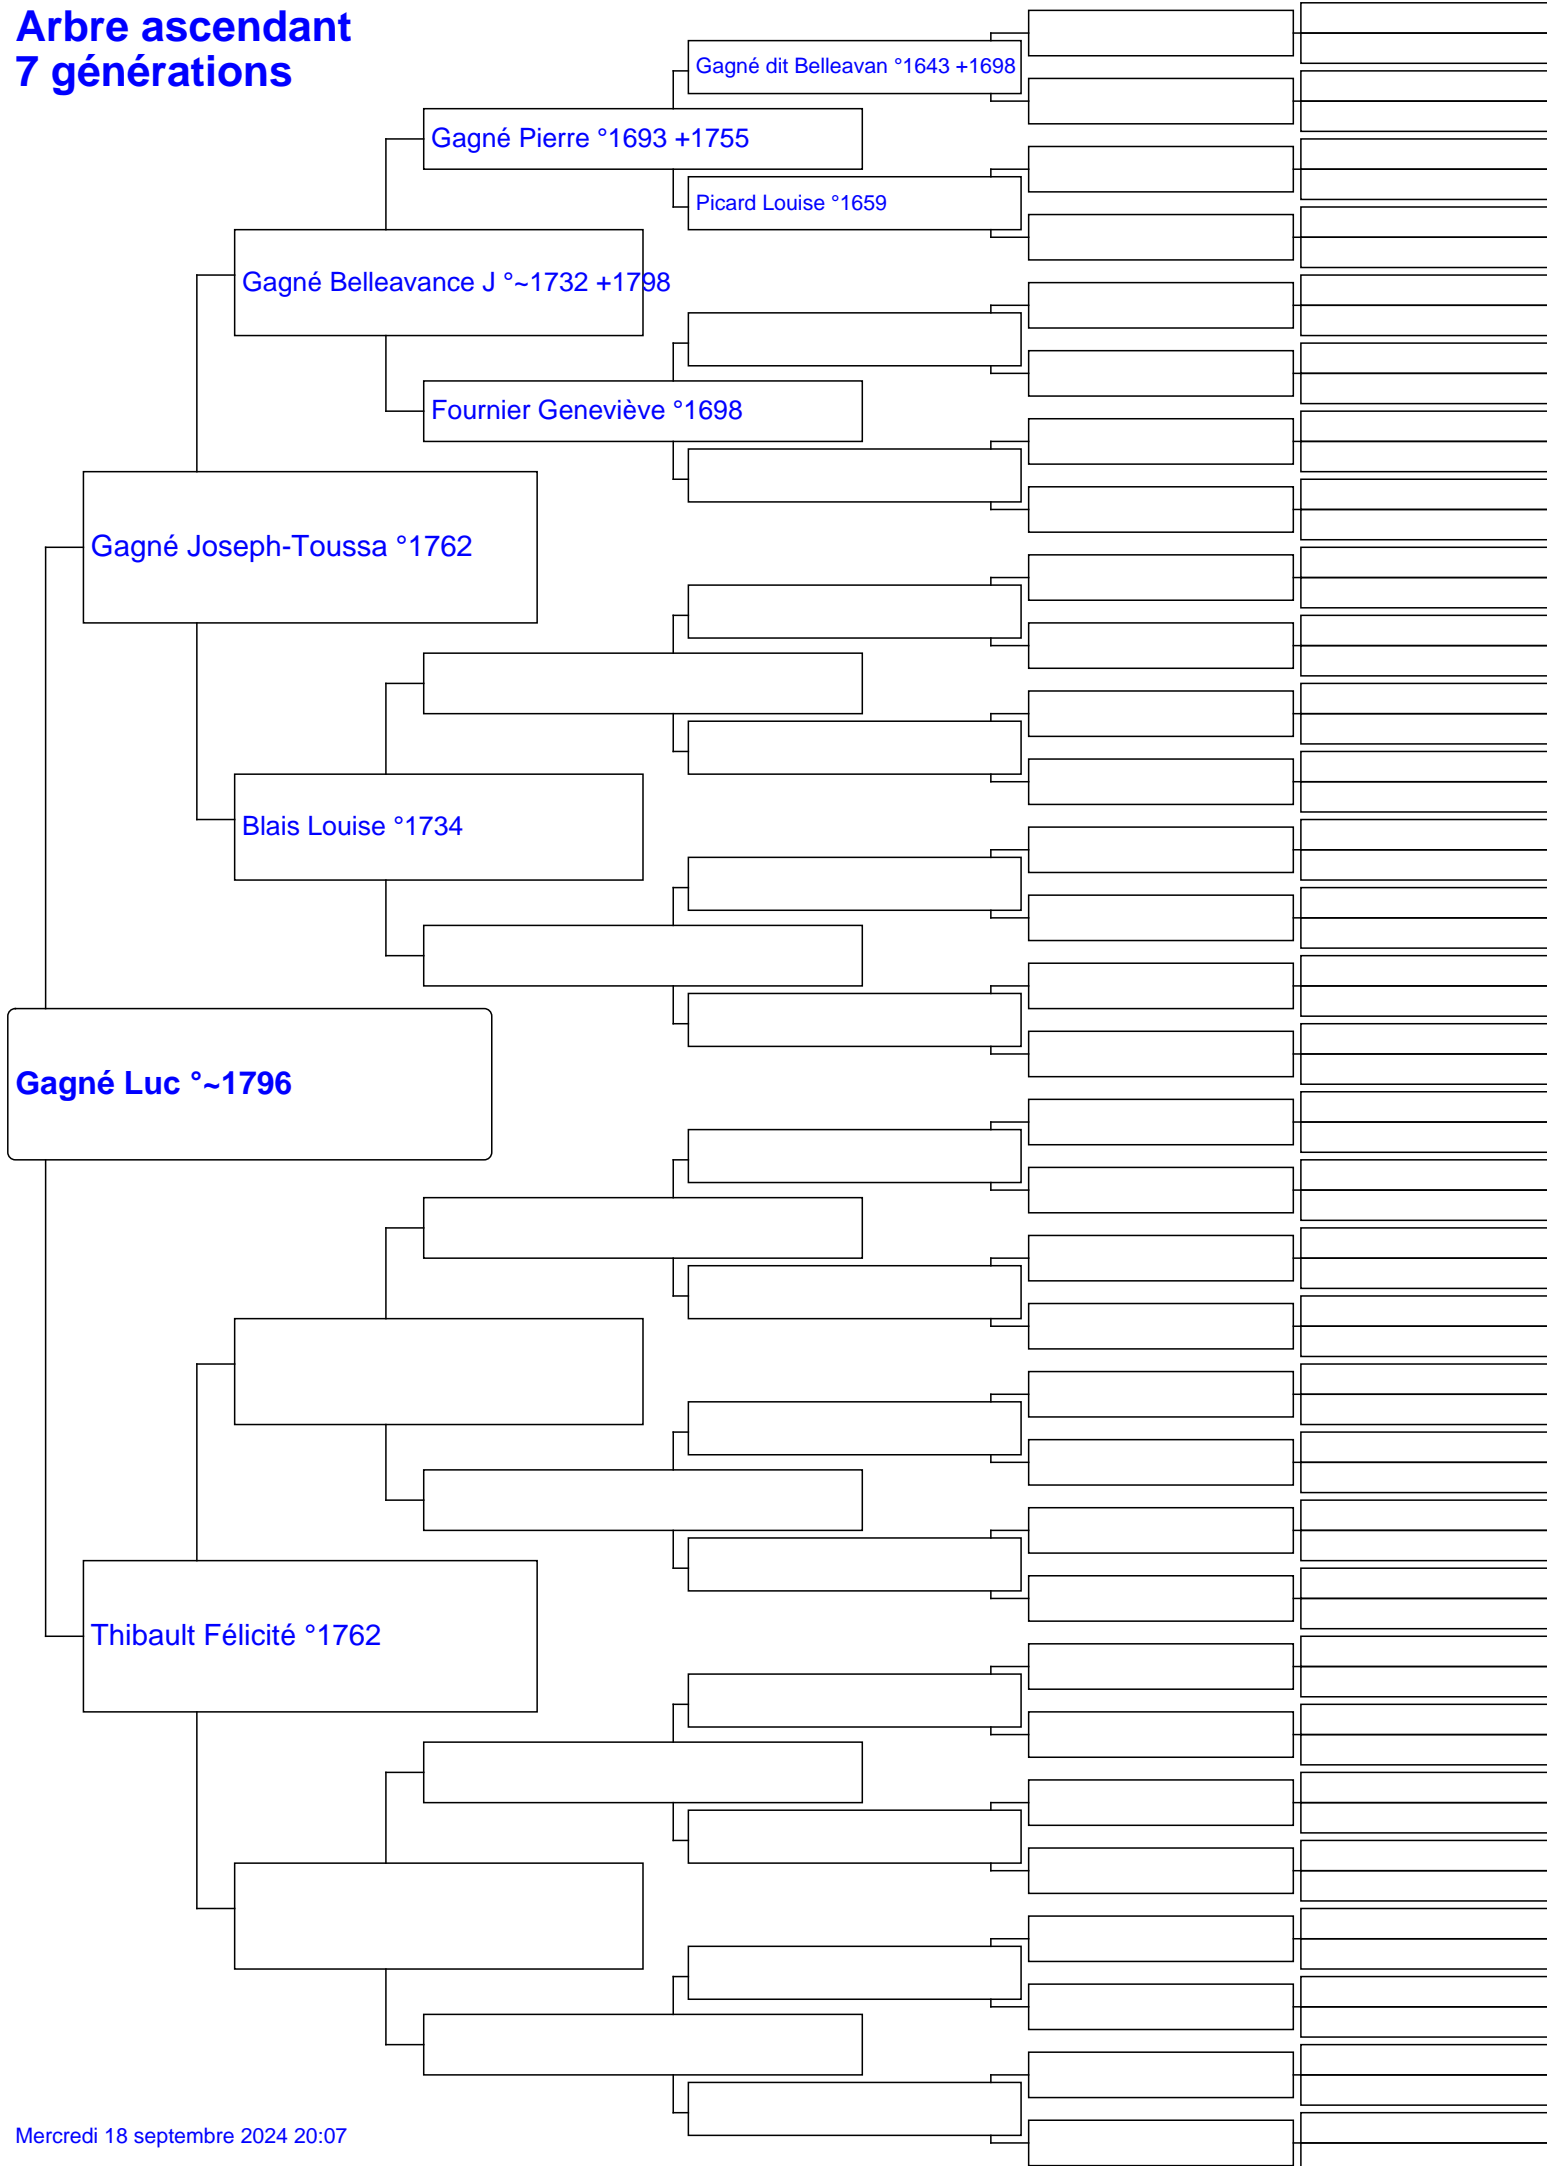 Arbre ascendant
7 générations
Gagné dit Belleavan °1643 +1698
Gagné Pierre °1693 +1755
Picard Louise °1659
Gagné Belleavance J °~1732 +1798
Fournier Geneviève °1698
Gagné Joseph-Toussa °1762
Blais Louise °1734
Gagné Luc °~1796
Thibault Félicité °1762
Mercredi 18 septembre 2024 20:07